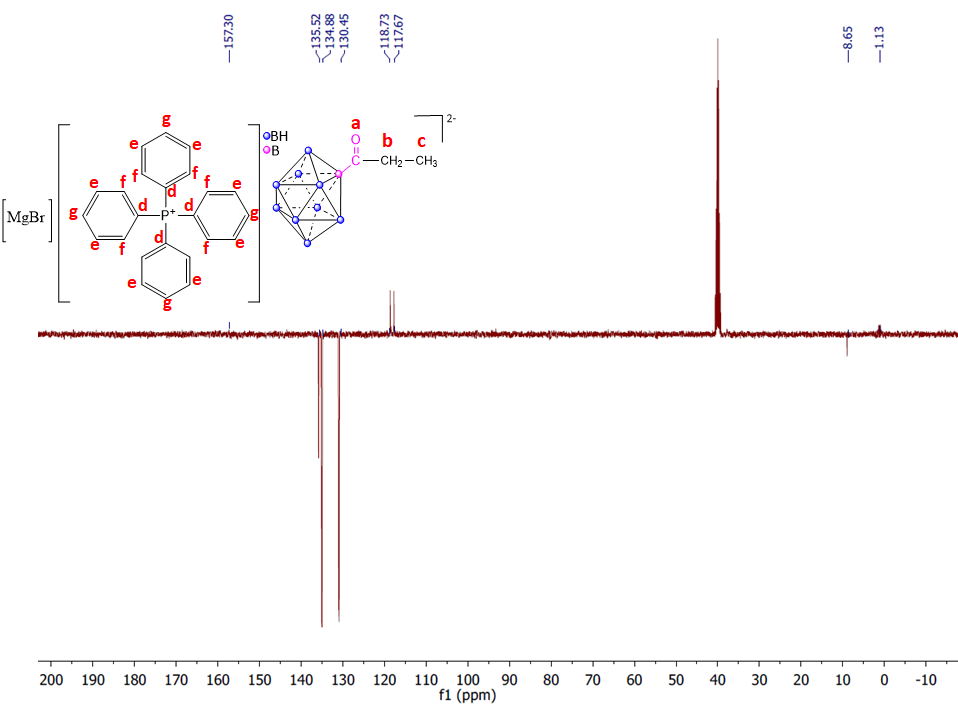 157.30
135.52
134.88
130.45
118.73
117.67
8.65
1.13
g
e
e
f
f
d
g
e
f
d
P+
d
f
e
g
e
f
d
f
e
e
e
g
[MgBr]
BH
B
a
O
C
b
CH2
c
CH3
2-
200 190 180 170 160 150 140 130 120 110 100 90 80 70 60 50 40 30 20 10 0 -10
f1 (ppm)